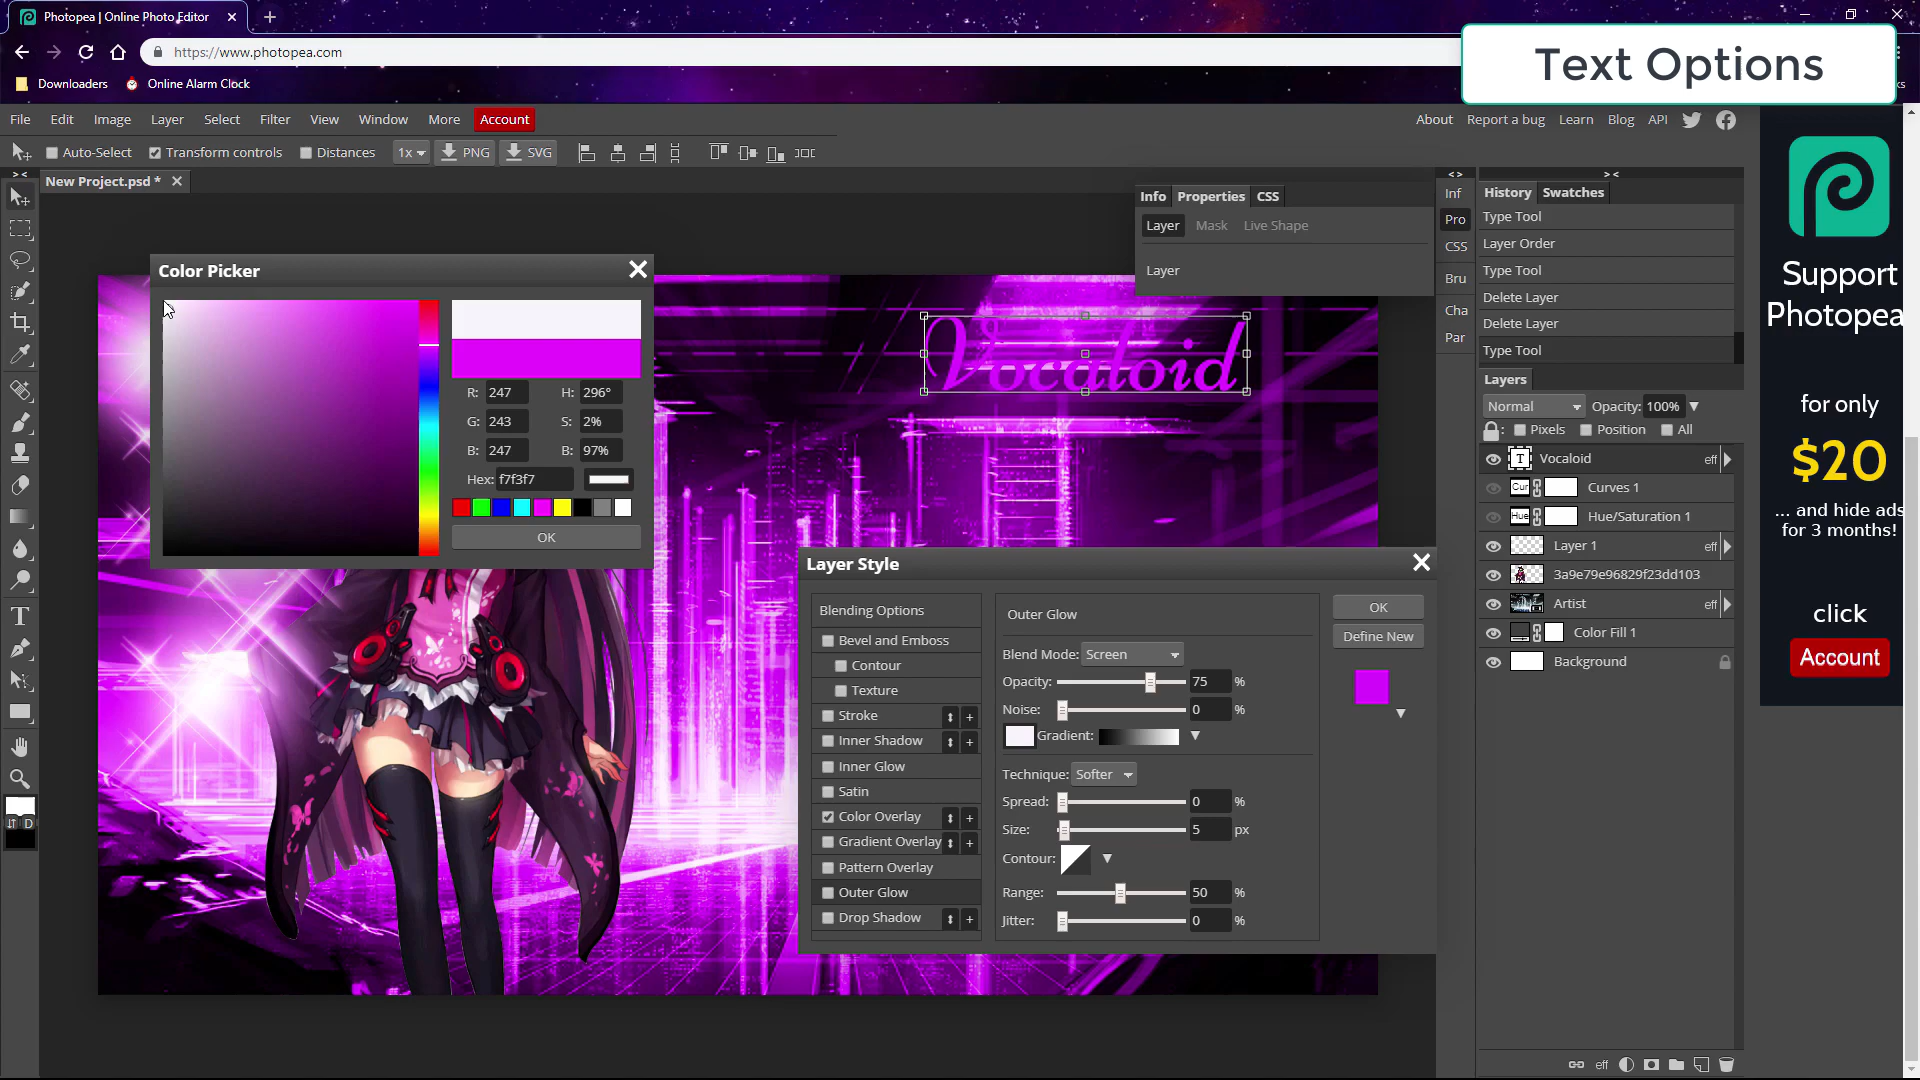 Photopea | Online Photo Editor
https://www.photopea.com
Text Options
Downloaders
Online Alarm Clock
File Edit Image Layer Select Filter View Window More Account
About Report a bug Learn Blog API
Auto-Select Transform controls Distances 1x PNG SVG
New Project.psd *
Color Picker
R: 247 H: 296°
G: 243 S: 2%
B: 247 B: 97%
Hex: f7f3f7
OK
Info Properties CSS
Layer Mask Live Shape
Layer
Inf
Pro
CSS
Bru
Cha
Par
Vocaloid
Layer Style
Blending Options
Bevel and Emboss
Contour
Texture
Stroke
Inner Shadow
Inner Glow
Satin
Color Overlay
Gradient Overlay
Pattern Overlay
Outer Glow
Drop Shadow
Outer Glow
Blend Mode: Screen
Opacity: 75 %
Noise: 0 %
Gradient:
Technique: Softer
Spread: 0 %
Size: 5 px
Contour:
Range: 50 %
Jitter: 0 %
OK
Define New
History Swatches
Type Tool
Layer Order
Type Tool
Delete Layer
Delete Layer
Type Tool
Layers
Normal Opacity: 100%
Pixels Position All
T Vocaloid eff
Cur Curves 1
Hue Hue/Saturation 1
Layer 1 eff
3a9e79e96829f23dd103
Artist eff
Color Fill 1
Background
eff
Support
Photopea
for only
$20
... and hide ads
for 3 months!
click
Account
T
D